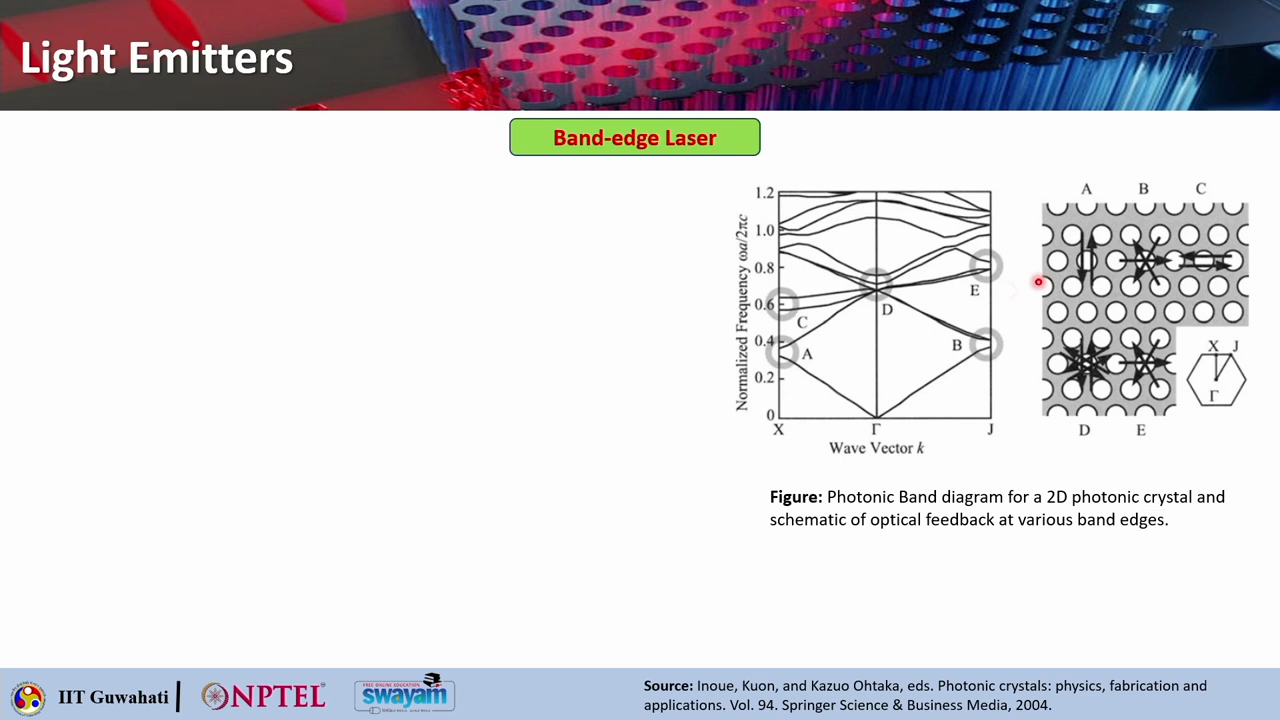 Light Emitters
Band-edge Laser
1.2
1.0
0.8
0.6
0.4
0.2
0
Normalized Frequency ωa/2πc
A
B
C
D
E
X
Γ
J
Wave Vector k
A B C
D E
X J
Γ
Figure: Photonic Band diagram for a 2D photonic crystal and
schematic of optical feedback at various band edges.
IIT Guwahati
NPTEL
FREE ONLINE EDUCATION
swayam
Source: Inoue, Kuon, and Kazuo Ohtaka, eds. Photonic crystals: physics, fabrication and
applications. Vol. 94. Springer Science & Business Media, 2004.